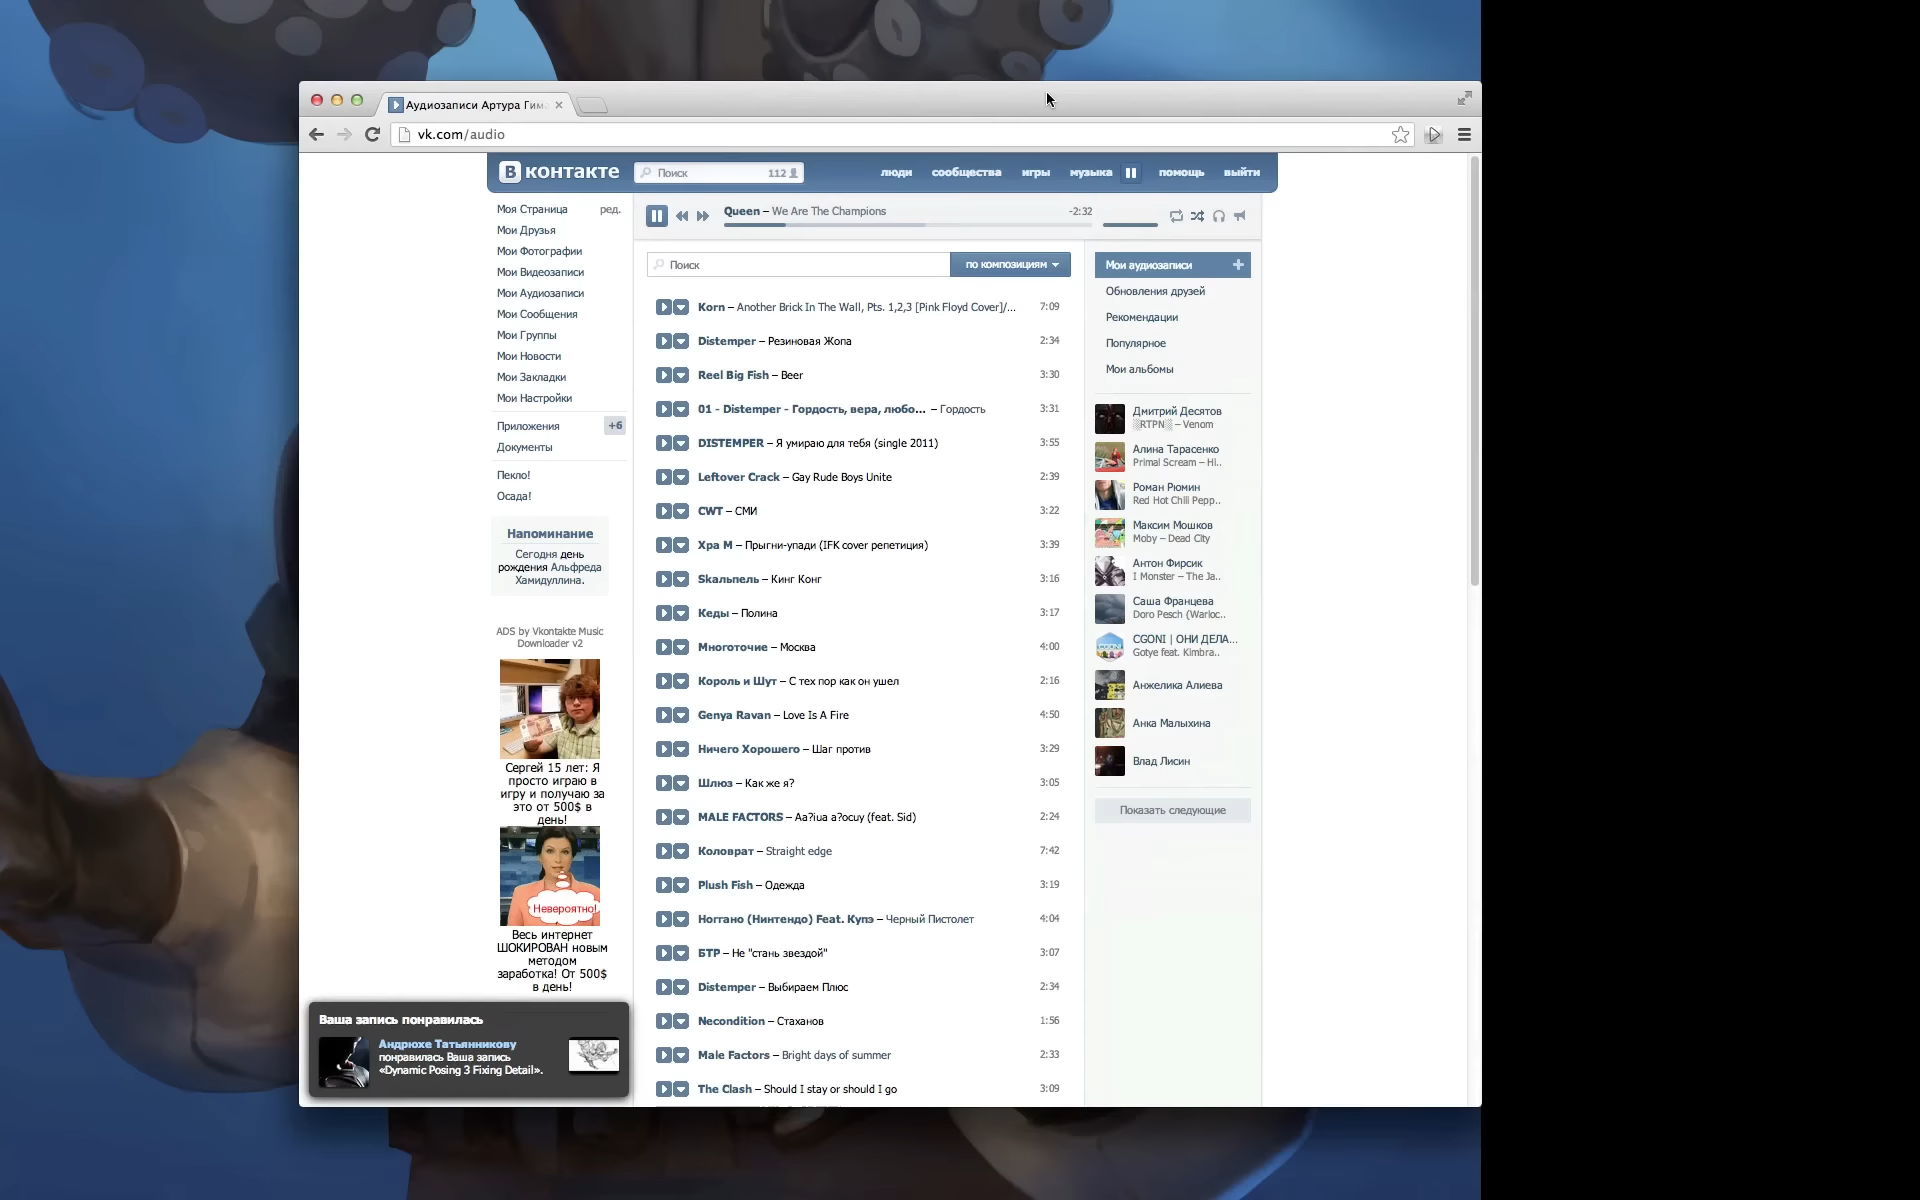 Аудиозаписи Артура Гим
vk.com/audio
В контакте
Поиск
112
люди
сообщества
игры
музыка
помощь
выйти
Моя Страница
ред.
Мои Друзья
Мои Фотографии
Мои Видеозаписи
Мои Аудиозаписи
Мои Сообщения
Мои Группы
Мои Новости
Мои Закладки
Мои Настройки
Приложения
+6
Документы
Пекло!
Осада!
Напоминание
Сегодня день
рождения Альфреда
Хамидуллина.
ADS by Vkontakte Music
Downloader v2
Сергей 15 лет: Я
просто играю в
игру и получаю за
это от 500$ в
день!
Невероятно!
Весь интернет
ШОКИРОВАН новым
методом
заработка! От 500$
в день!
Ваша запись понравилась
Андрюхе Татьянникову
понравилась Ваша запись
«Dynamic Posing 3 Fixing Detail».
Queen – We Are The Champions
-2:32
Поиск
по композициям
Korn – Another Brick In The Wall, Pts. 1,2,3 [Pink Floyd Cover]/... 7:09
Distemper – Резиновая Жопа 2:34
Reel Big Fish – Beer 3:30
01 - Distemper - Гордость, вера, любо... – Гордость 3:31
DISTEMPER – Я умираю для тебя (single 2011) 3:55
Leftover Crack – Gay Rude Boys Unite 2:39
CWT – СМИ 3:22
Хра М – Прыгни-упади (IFK cover репетиция) 3:39
Skальпель – Кинг Конг 3:16
Кеды – Полина 3:17
Многоточие – Москва 4:00
Король и Шут – С тех пор как он ушел 2:16
Genya Ravan – Love Is A Fire 4:50
Ничего Хорошего – Шаг против 3:29
Шлюз – Как же я? 3:05
MALE FACTORS – Aa?iua a?ocuy (feat. Sid) 2:24
Коловрат – Straight edge 7:42
Plush Fish – Одежда 3:19
Ноггано (Нинтендо) Feat. Купэ – Черный Пистолет 4:04
БТР – Не "стань звездой" 3:07
Distemper – Выбираем Плюс 2:34
Necondition – Стаханов 1:56
Male Factors – Bright days of summer 2:33
The Clash – Should I stay or should I go 3:09
Мои аудиозаписи
Обновления друзей
Рекомендации
Популярное
Мои альбомы
Дмитрий Десятов
░RTPN░ – Venom
Алина Тарасенко
Primal Scream – Hi..
Роман Рюмин
Red Hot Chili Pepp..
Максим Мошков
Moby – Dead City
Антон Фирсик
I Monster – The Ja..
Саша Францева
Doro Pesch (Warloc..
CGONI | ОНИ ДЕЛА...
Gotye feat. Kimbra..
Анжелика Алиева
Анка Малыхина
Влад Лисин
Показать следующие